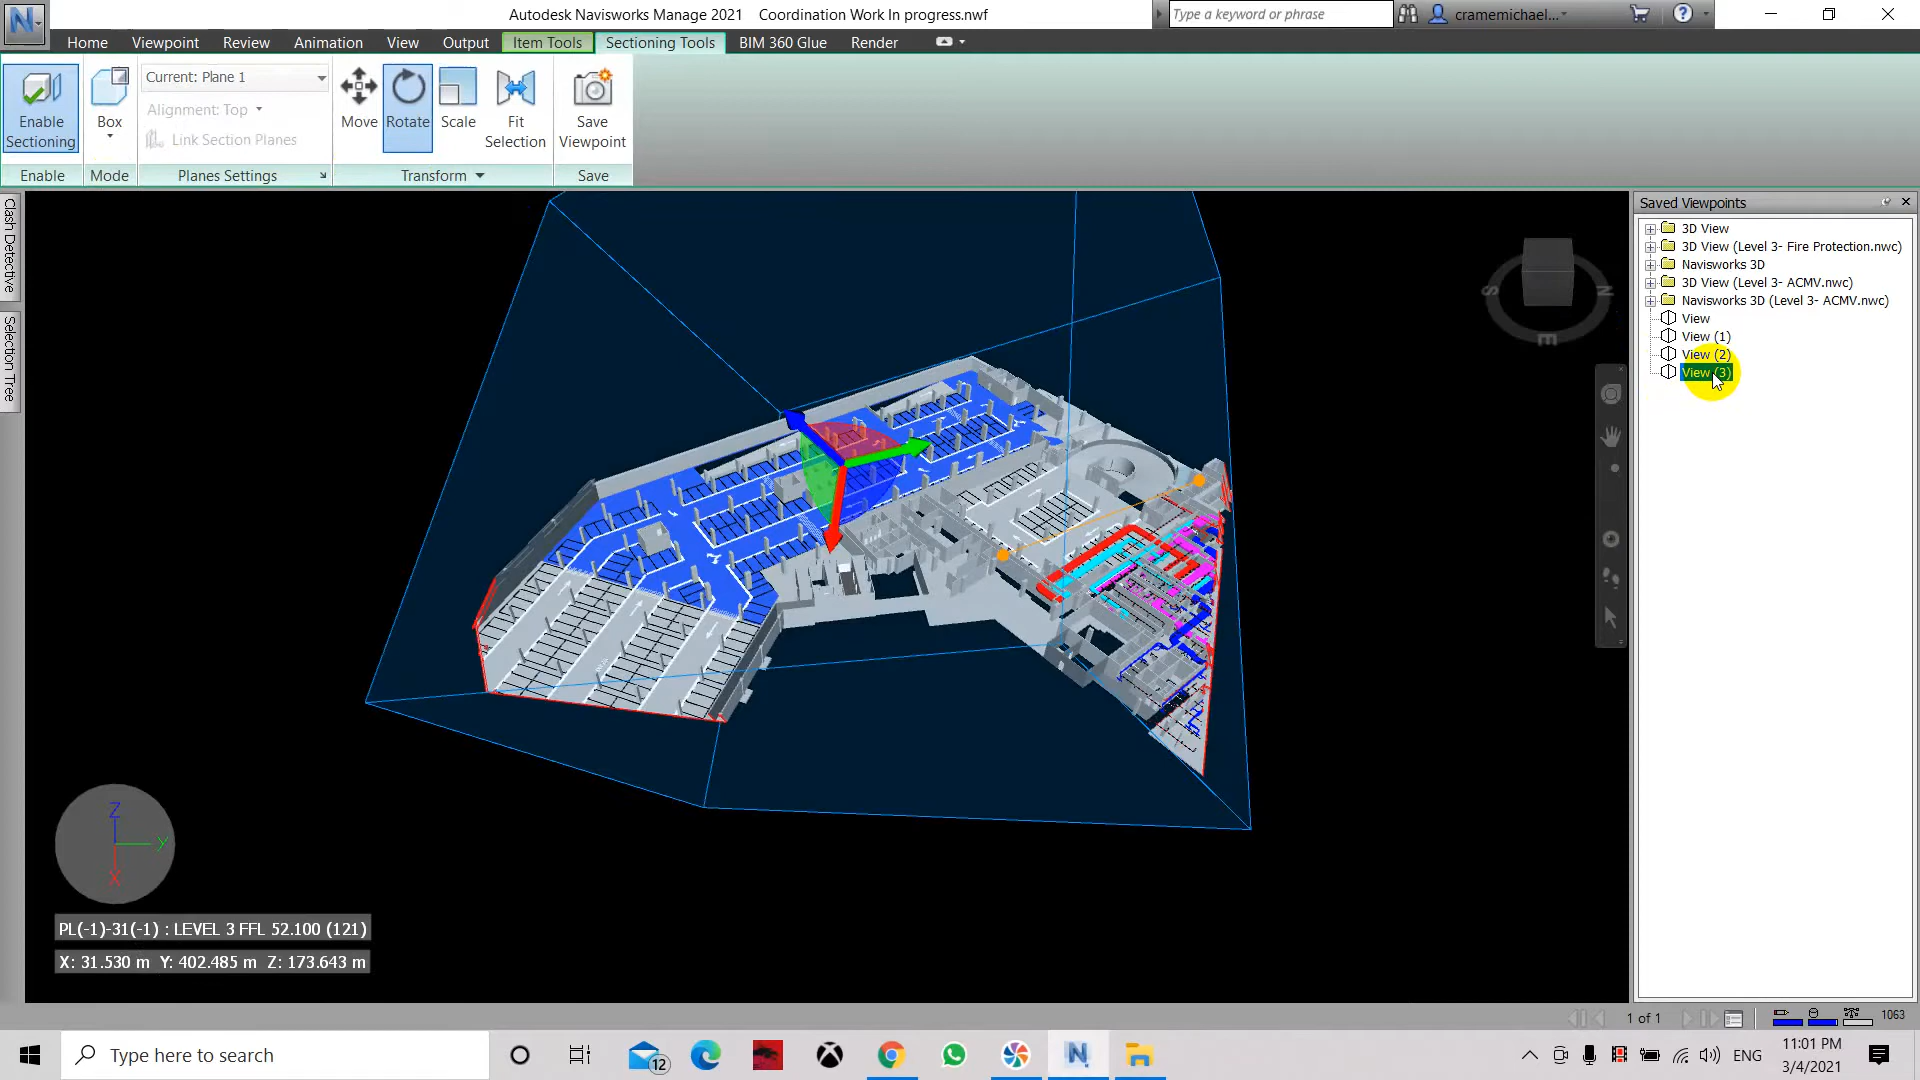 N
Autodesk Navisworks Manage 2021 Coordination Work In progress.nwf
Type a keyword or phrase
cramemichael...
Home Viewpoint Review Animation View Output Item Tools Sectioning Tools BIM 360 Glue Render
Enable Sectioning
Box
Current: Plane 1
Alignment: Top
Link Section Planes
Move Rotate Scale
Fit Selection
Save Viewpoint
Enable Mode Planes Settings Transform Save
Clash Detective
Selection Tree
Saved Viewpoints
3D View
3D View (Level 3- Fire Protection.nwc)
Navisworks 3D
3D View (Level 3- ACMV.nwc)
Navisworks 3D (Level 3- ACMV.nwc)
View
View (1)
View (2)
View (3)
S N E
Z
Y
X
PL(-1)-31(-1) : LEVEL 3 FFL 52.100 (121)
X: 31.530 m Y: 402.485 m Z: 173.643 m
1 of 1
1063
Type here to search
12
N
ENG
11:01 PM
3/4/2021